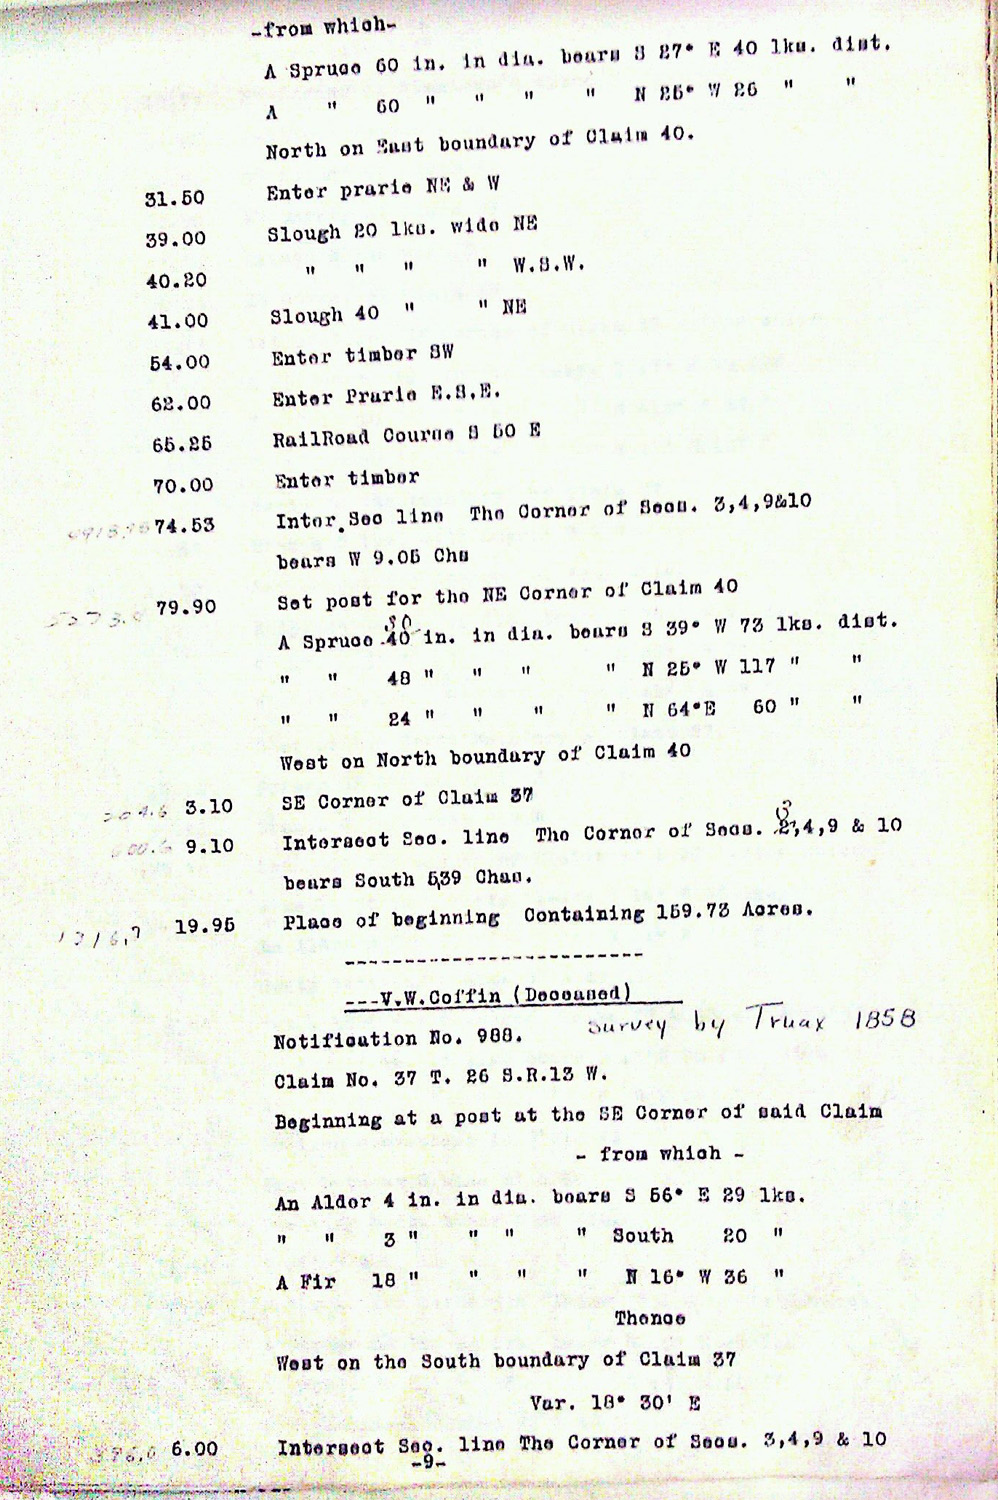 -from which-
A Spruce 60 in. in dia. bears S 27° E 40 lks. dist.
A " 60 " " " " N 25° W 26 " "
North on East boundary of Claim 40.
31.50 Enter prarie NE & W
39.00 Slough 20 lks. wide NE
40.20 " " " " W.S.W.
41.00 Slough 40 " " NE
54.00 Enter timber SW
62.00 Enter Prarie E.S.E.
65.25 RailRoad Course S 50 E
70.00 Enter timber
74.53 Inter.Sec line The Corner of Secs. 3,4,9&10
bears W 9.05 Chs
79.90 Set post for the NE Corner of Claim 40
30
A Spruce 40 in. in dia. bears S 39° W 73 lks. dist.
" " 48 " " " " N 25° W 117 " "
" " 24 " " " " N 64°E 60 " "
West on North boundary of Claim 40
3.10 SE Corner of Claim 37
3
600.6 9.10 Intersect Sec. line The Corner of Secs. 2,4,9 & 10
bears South 5,39 Chas.
1316.7 19.95 Place of beginning Containing 159.73 Acres.
-------------------------
---V.W.Coffin (Deceased)
Notification No. 988. Survey by Truax 1858
Claim No. 37 T. 26 S.R.13 W.
Beginning at a post at the SE Corner of said Claim
- from which -
An Alder 4 in. in dia. bears S 56° E 29 lks.
" " 3 " " " " South 20 "
A Fir 18 " " " " N 16° W 36 "
Thence
West on the South boundary of Claim 37
Var. 18° 30' E
6.00 Intersect Sec. line The Corner of Secs. 3,4,9 & 10
-9-